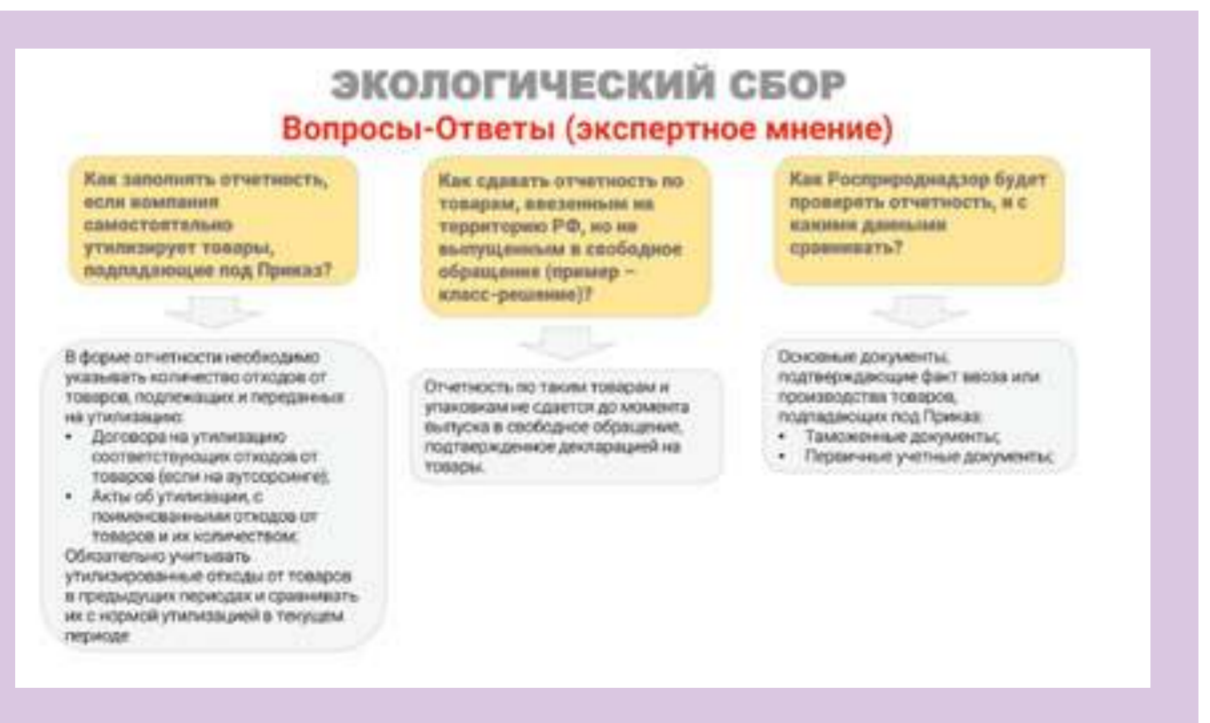 ЭКОЛОГИЧЕСКИЙ СБОР
Вопросы-Ответы (экспертное мнение)
Как заполнять отчетность,
если компания
самостоятельно
утилизирует товары,
подпадающие под Приказ?
В форме отчетности необходимо
указывать количество отходов от
товаров, подлежащих и переданных
на утилизацию:
• Договора на утилизацию
соответствующих отходов от
товаров (если на аутсорсинге);
• Акты об утилизации, с
поименованными отходов от
товаров и их количеством;
Обязательно учитывать
утилизированные отходы от товаров
в предыдущих периодах и сравнивать
их с нормой утилизацией в текущем
периоде
Как сдавать отчетность по
товарам, ввезенным на
территорию РФ, но не
выпущенным в свободное
обращения (пример –
класс-решение)?
Отчетность по таким товарам и
упаковкам не сдается до момента
выпуска в свободное обращение,
подтвержденное декларацией на
товары.
Как Росприроднадзор будет
проверять отчетность, и с
какими данными
сравнивать?
Основные документы,
подтверждающие факт ввоза или
производства товаров,
подпадающих под Приказ:
• Таможенные документы;
• Первичные учетные документы;